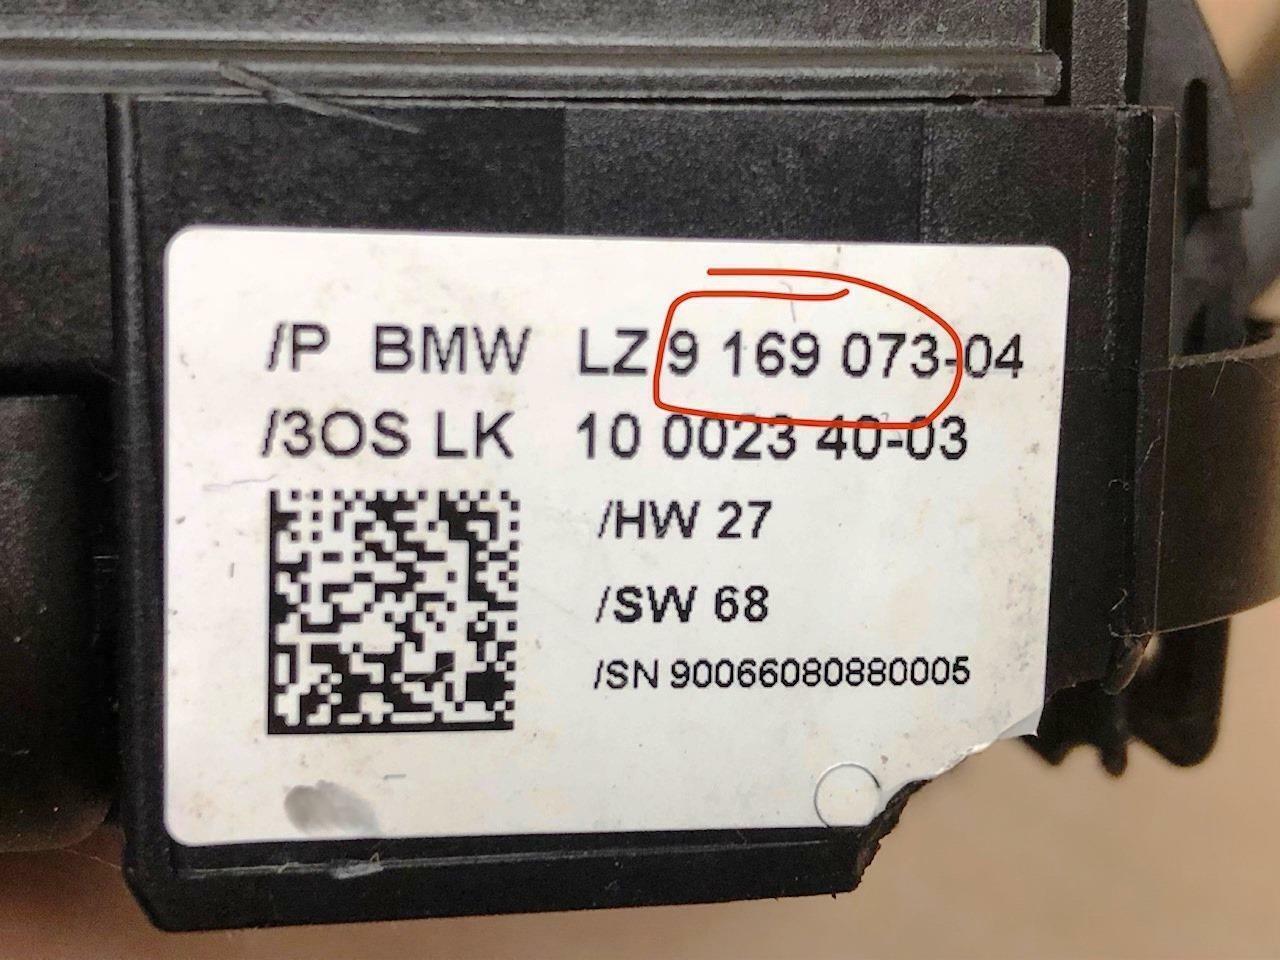 /P BMW LZ 9 169 073-04
/3OS LK 10 0023 40-03
/HW 27
/SW 68
/SN 90066080880005